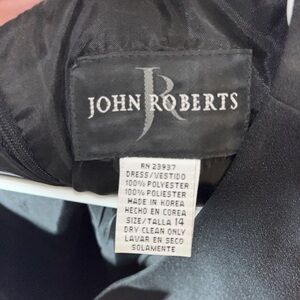 JR
JOHN ROBERTS
RN 23937
DRESS/VESTIDO
100% POLYESTER
100% POLIESTER
MADE IN KOREA
HECHO EN COREA
SIZE/TALLA 14
DRY CLEAN ONLY
LAVAR EN SECO
SOLAMENTE